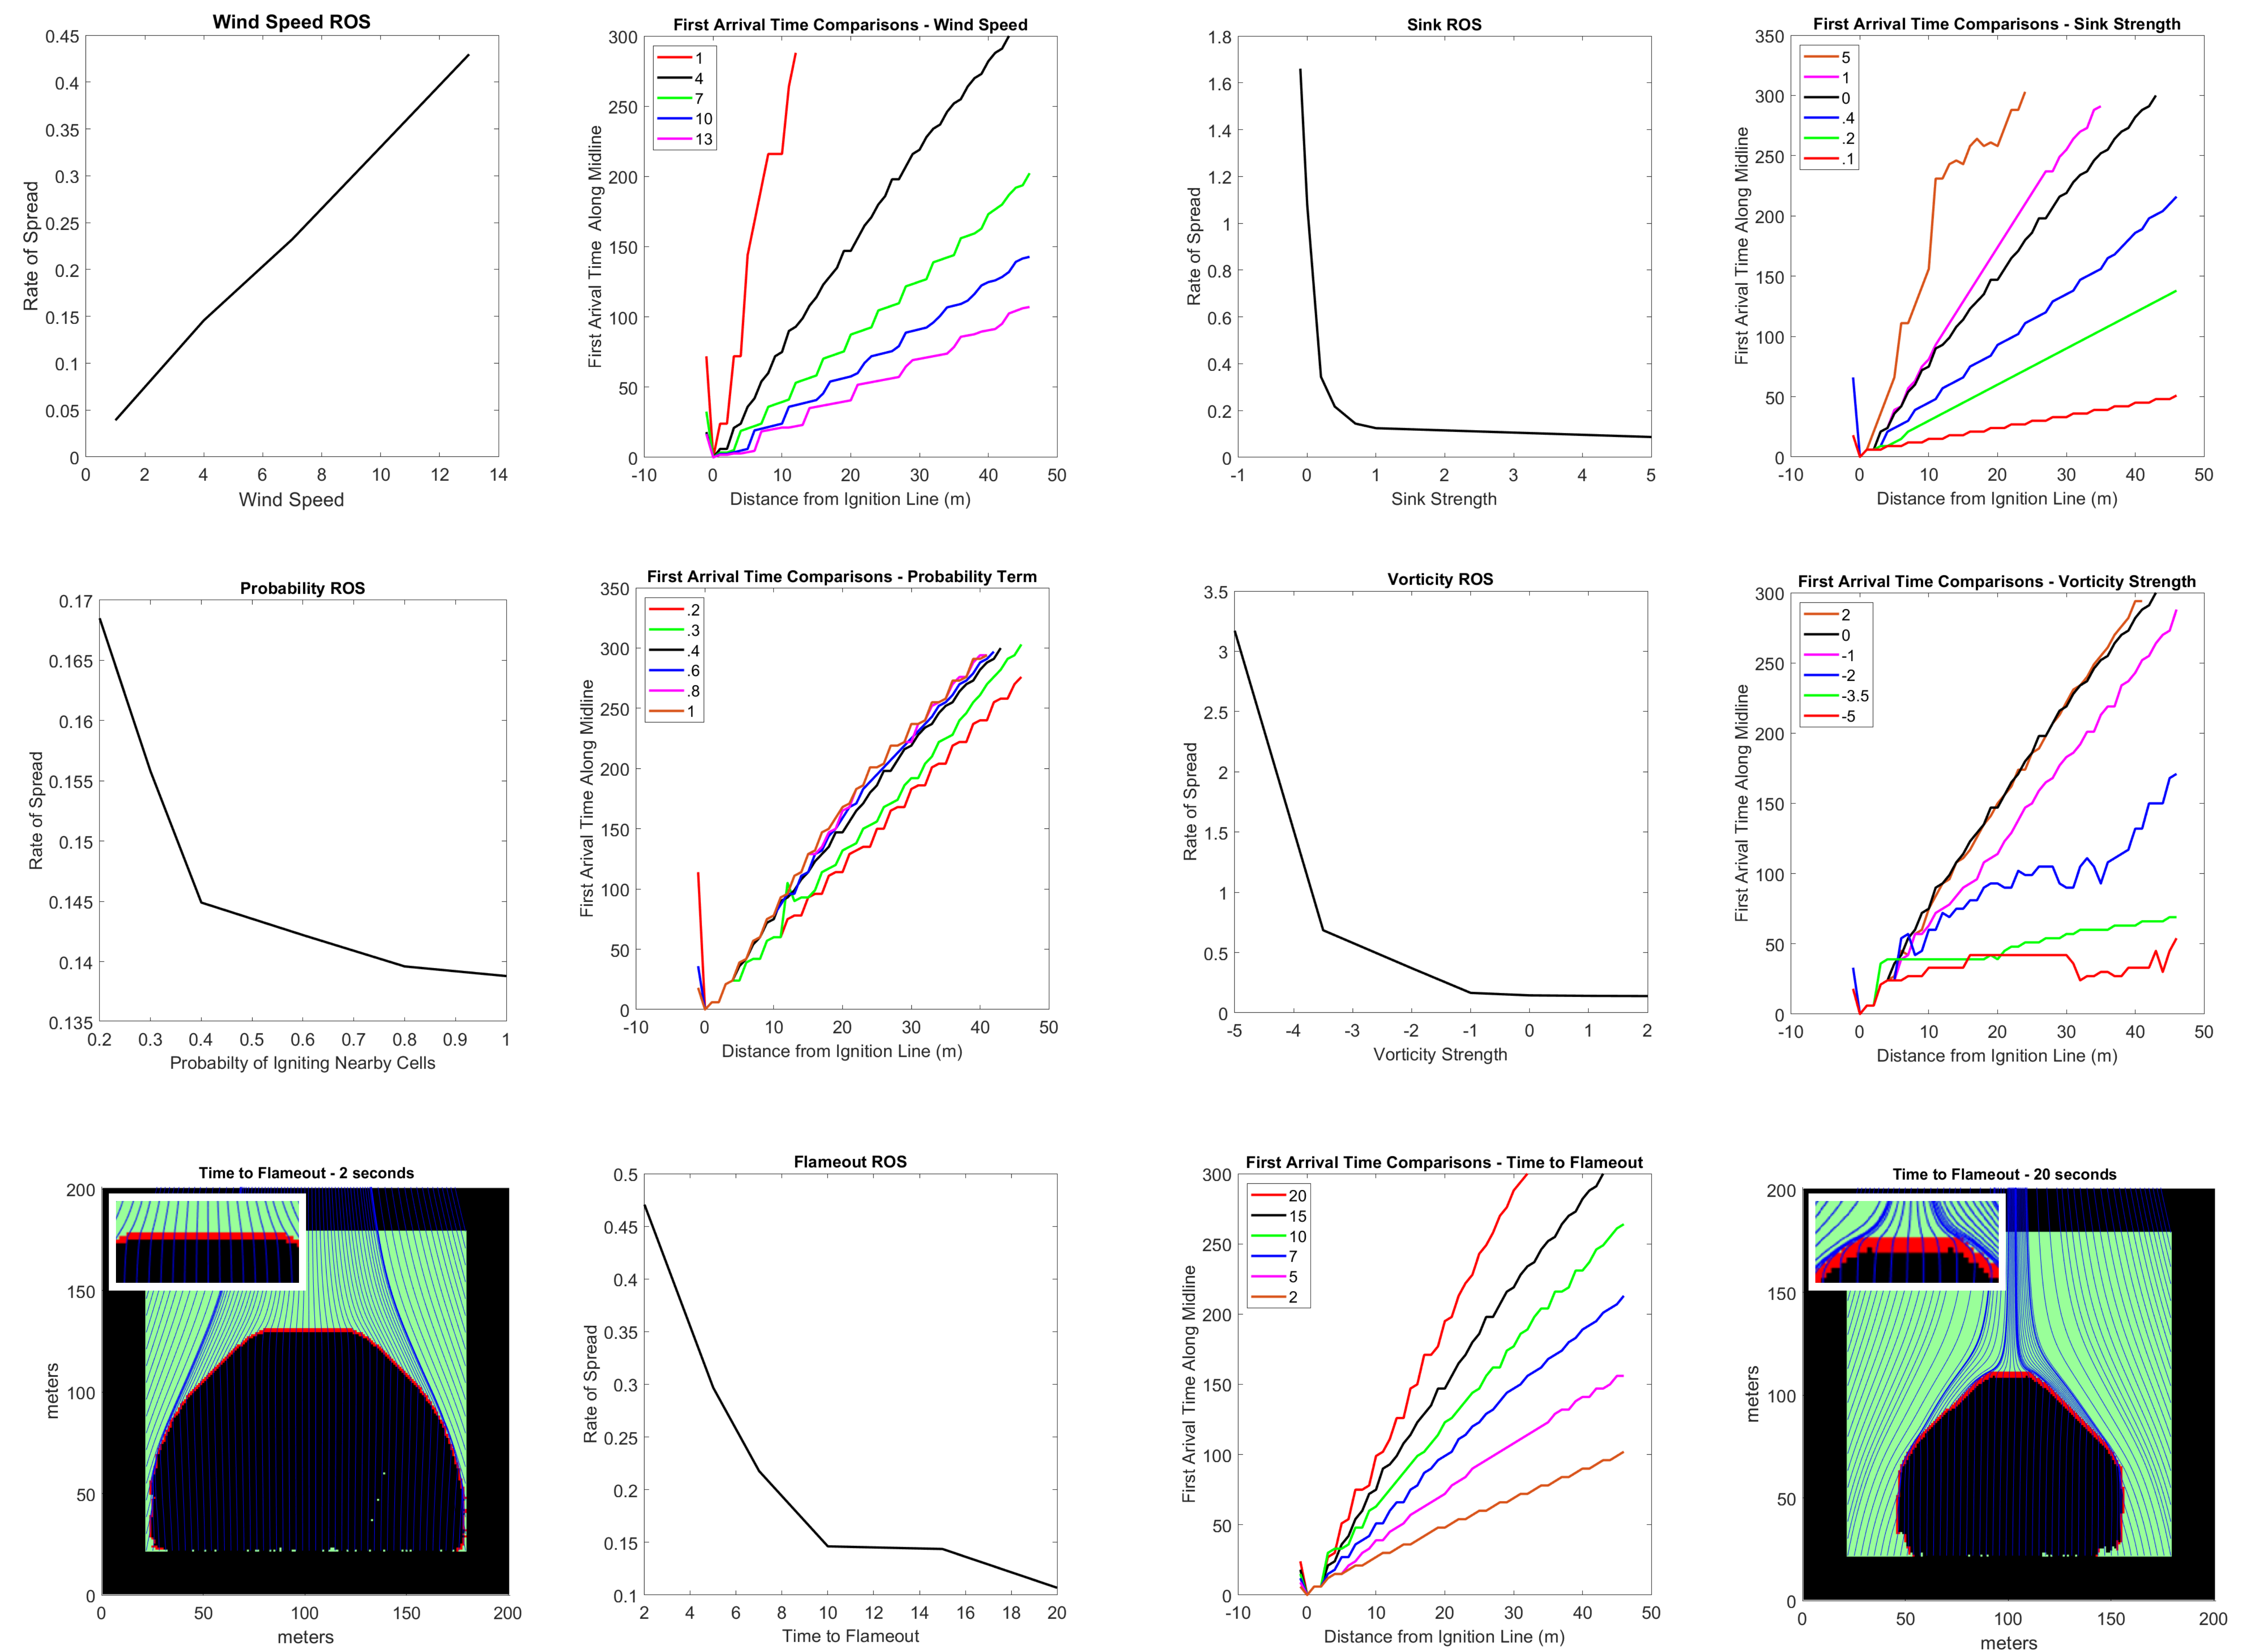 Wind Speed ROS
0.45
0.4
0.35
0.3
0.25
0.2
0.15
0.1
0.05
0
Rate of Spread
0 2 4 6 8 10 12 14
Wind Speed
First Arrival Time Comparisons - Wind Speed
300
250
200
150
100
50
0
First Arival Time Along Midline
1
4
7
10
13
-10 0 10 20 30 40 50
Distance from Ignition Line (m)
Sink ROS
1.8
1.6
1.4
1.2
1
0.8
0.6
0.4
0.2
0
Rate of Spread
-1 0 1 2 3 4 5
Sink Strength
First Arrival Time Comparisons - Sink Strength
350
300
250
200
150
100
50
0
First Arival Time Along Midline
5
1
0
.4
.2
.1
-10 0 10 20 30 40 50
Distance from Ignition Line (m)
Probability ROS
0.17
0.165
0.16
0.155
0.15
0.145
0.14
0.135
Rate of Spread
0.2 0.3 0.4 0.5 0.6 0.7 0.8 0.9 1
Probabilty of Igniting Nearby Cells
First Arrival Time Comparisons - Probability Term
350
300
250
200
150
100
50
0
First Arival Time Along Midline
.2
.3
.4
.6
.8
1
-10 0 10 20 30 40 50
Distance from Ignition Line (m)
Vorticity ROS
3.5
3
2.5
2
1.5
1
0.5
0
Rate of Spread
-5 -4 -3 -2 -1 0 1 2
Vorticity Strength
First Arrival Time Comparisons - Vorticity Strength
300
250
200
150
100
50
0
First Arival Time Along Midline
2
0
-1
-2
-3.5
-5
-10 0 10 20 30 40 50
Distance from Ignition Line (m)
Time to Flameout - 2 seconds
200
150
100
50
0
meters
0 50 100 150 200
meters
Flameout ROS
0.5
0.45
0.4
0.35
0.3
0.25
0.2
0.15
0.1
Rate of Spread
2 4 6 8 10 12 14 16 18 20
Time to Flameout
First Arrival Time Comparisons - Time to Flameout
300
250
200
150
100
50
0
First Arival Time Along Midline
20
15
10
7
5
2
-10 0 10 20 30 40 50
Distance from Ignition Line (m)
Time to Flameout - 20 seconds
200
150
100
50
0
meters
0 50 100 150 200
meters